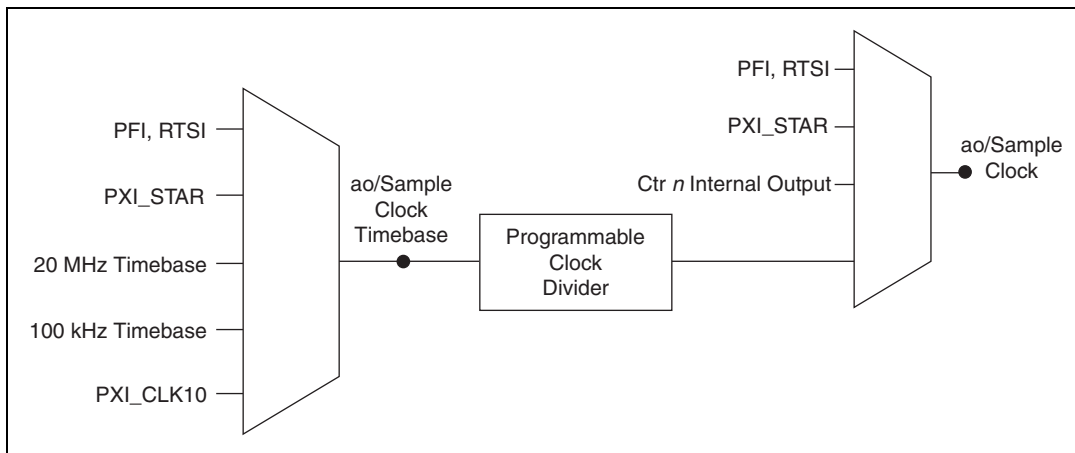 PFI, RTSI
PXI_STAR
20 MHz Timebase
100 kHz Timebase
PXI_CLK10
ao/Sample
Clock
Timebase
Programmable
Clock
Divider
PFI, RTSI
PXI_STAR
Ctr n Internal Output
ao/Sample
Clock